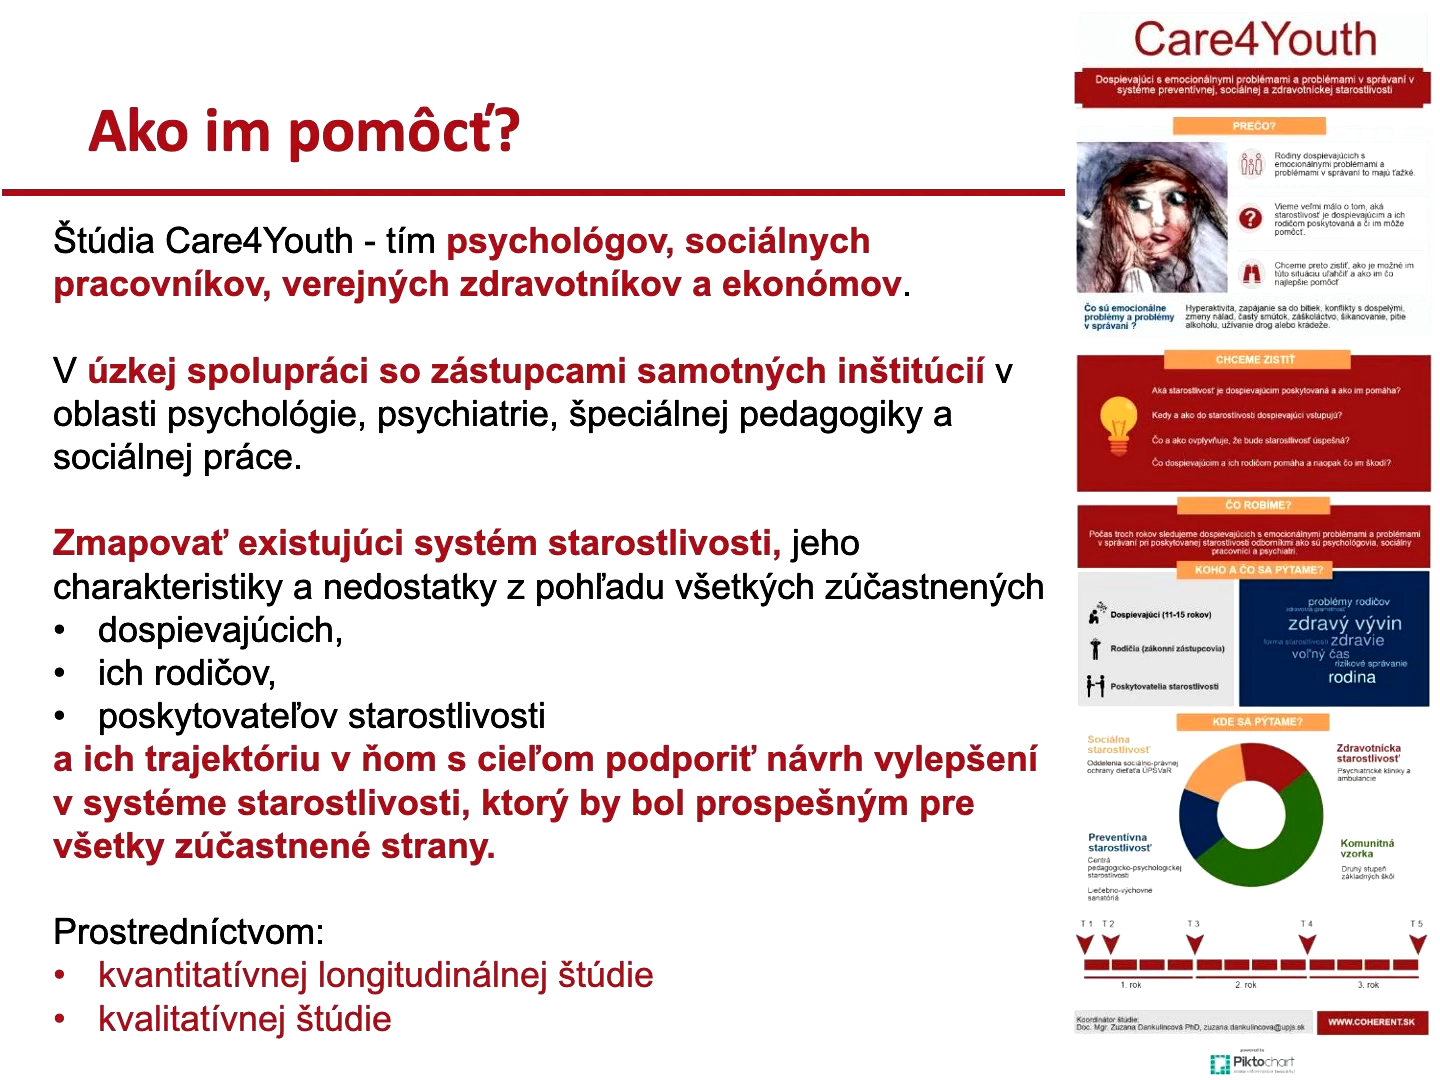 Ako im pomôcť?
Štúdia Care4Youth - tím psychológov, sociálnych
pracovníkov, verejných zdravotníkov a ekonómov.
V úzkej spolupráci so zástupcami samotných inštitúcií v
oblasti psychológie, psychiatrie, špeciálnej pedagogiky a
sociálnej práce.
Zmapovať existujúci systém starostlivosti, jeho
charakteristiky a nedostatky z pohľadu všetkých zúčastnených
• dospievajúcich,
• ich rodičov,
• poskytovateľov starostlivosti
a ich trajektóriu v ňom s cieľom podporiť návrh vylepšení
v systéme starostlivosti, ktorý by bol prospešným pre
všetky zúčastnené strany.
Prostredníctvom:
• kvantitatívnej longitudinálnej štúdie
• kvalitatívnej štúdie
Care4Youth
Dospievajúci s emocionálnymi problémami a problémami v správaní v
systéme preventívnej, sociálnej a zdravotníckej starostlivosti
PREČO?
Rodiny dospievajúcich s
emocionálnymi problémami a
problémami v správaní to majú ťažké.
Vieme veľmi málo o tom, aká
starostlivosť je dospievajúcim a ich
rodičom poskytovaná a či im môže
pomôcť.
Chceme preto zistiť, ako je možné im
túto situáciu uľahčiť a ako im čo
najlepšie pomôcť
Čo sú emocionálne
problémy a problémy
v správaní ?
Hyperaktivita, zapájanie sa do bitiek, konflikty s dospelými,
zmeny nálad, častý smútok, záškoláctvo, šikanovanie, pitie
alkoholu, užívanie drog alebo krádeže.
CHCEME ZISTIŤ
Aká starostlivosť je dospievajúcim poskytovaná a ako im pomáha?
Kedy a ako do starostlivosti dospievajúci vstupujú?
Čo a ako ovplyvňuje, že bude starostlivosť úspešná?
Čo dospievajúcim a ich rodičom pomáha a naopak čo im škodí?
ČO ROBÍME?
Počas troch rokov sledujeme dospievajúcich s emocionálnymi problémami a problémami
v správaní pri poskytovanej starostlivosti odborníkmi ako sú psychológovia, sociálny
pracovníci a psychiatri.
KOHO A ČO SA PÝTAME?
Dospievajúci (11-15 rokov)
Rodičia (zákonní zástupcovia)
Poskytovatelia starostlivosti
problémy rodičov
zdravotná gramotnosť
zdravý vývin
forma starostlivosti zdravie
voľný čas
rizikové správanie
rodina
KDE SA PÝTAME?
Sociálna
starostlivosť
Oddelenia sociálno-právnej
ochrany dieťaťa ÚPSVaR
Zdravotnícka
starostlivosť
Psychiatrické kliniky a
ambulancie
Preventívna
starostlivosť
Centrá
pedagogicko-psychologickej
starostlivosti
Liečebno-výchovné
sanatóriá
Komunitná
vzorka
Druhý stupeň
základných škôl
T 1 T 2 T 3 T 4 T 5
1. rok 2. rok 3. rok
Koordinátor štúdie:
Doc. Mgr. Zuzana Dankulincová PhD, zuzana.dankulincova@upjs.sk
WWW.COHERENT.SK
powered by
Piktochart
make information beautiful